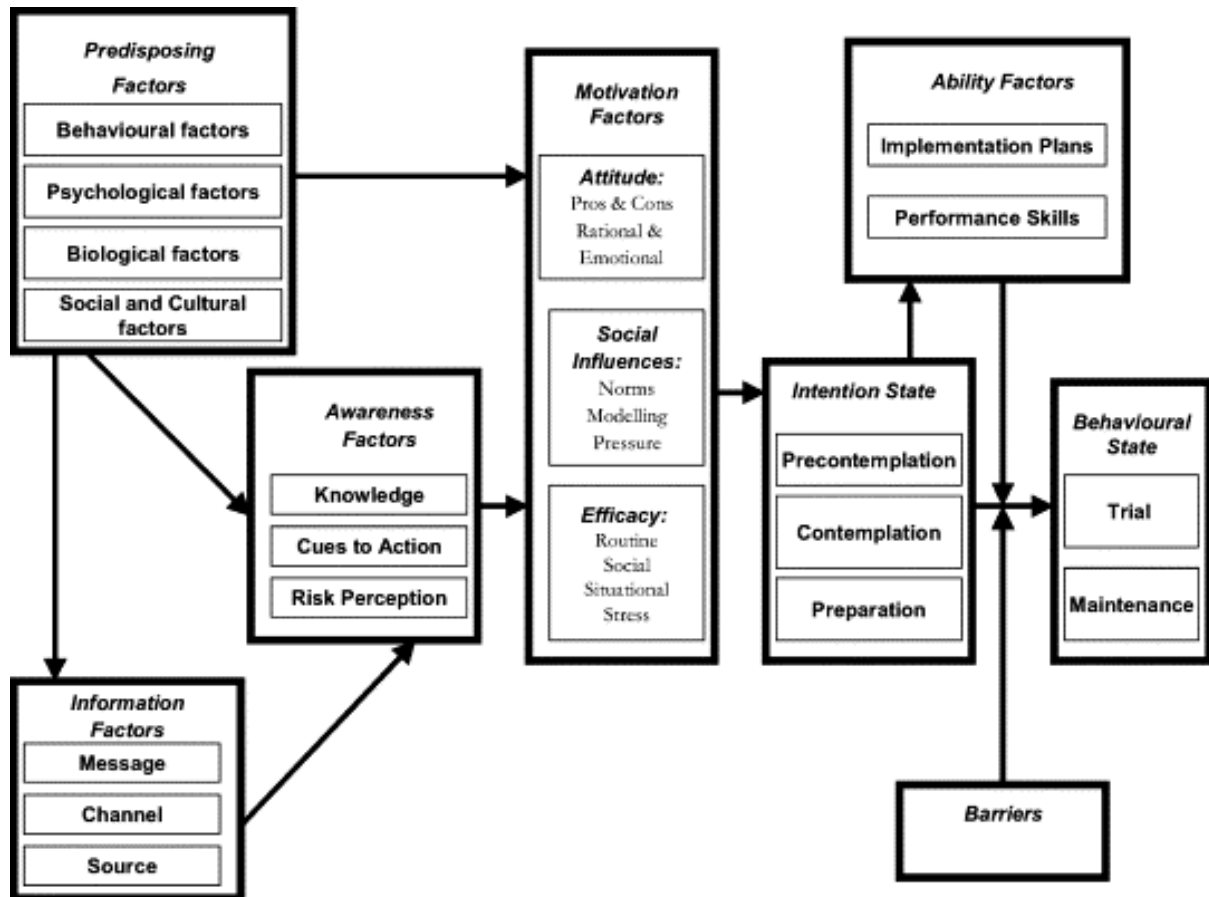 Predisposing
Factors
Behavioural factors
Psychological factors
Biological factors
Social and Cultural
factors
Information
Factors
Message
Channel
Source
Awareness
Factors
Knowledge
Cues to Action
Risk Perception
Motivation
Factors
Attitude:
Pros & Cons
Rational &
Emotional
Social
Influences:
Norms
Modelling
Pressure
Efficacy:
Routine
Social
Situational
Stress
Intention State
Precontemplation
Contemplation
Preparation
Ability Factors
Implementation Plans
Performance Skills
Barriers
Behavioural
State
Trial
Maintenance